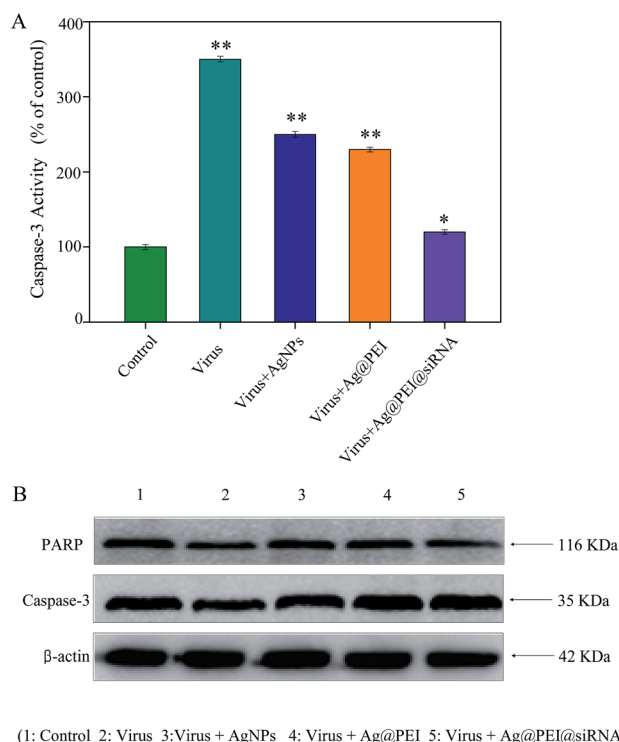 A
400
300
200
100
0
Caspase-3 Activity (% of control)
**
**
**
*
Control
Virus
Virus+AgNPs
Virus+Ag@PEI
Virus+Ag@PEI@siRNA
B
1 2 3 4 5
PARP 116 KDa
Caspase-3 35 KDa
β-actin 42 KDa
(1: Control 2: Virus 3:Virus + AgNPs 4: Virus + Ag@PEI 5: Virus + Ag@PEI@siRNA